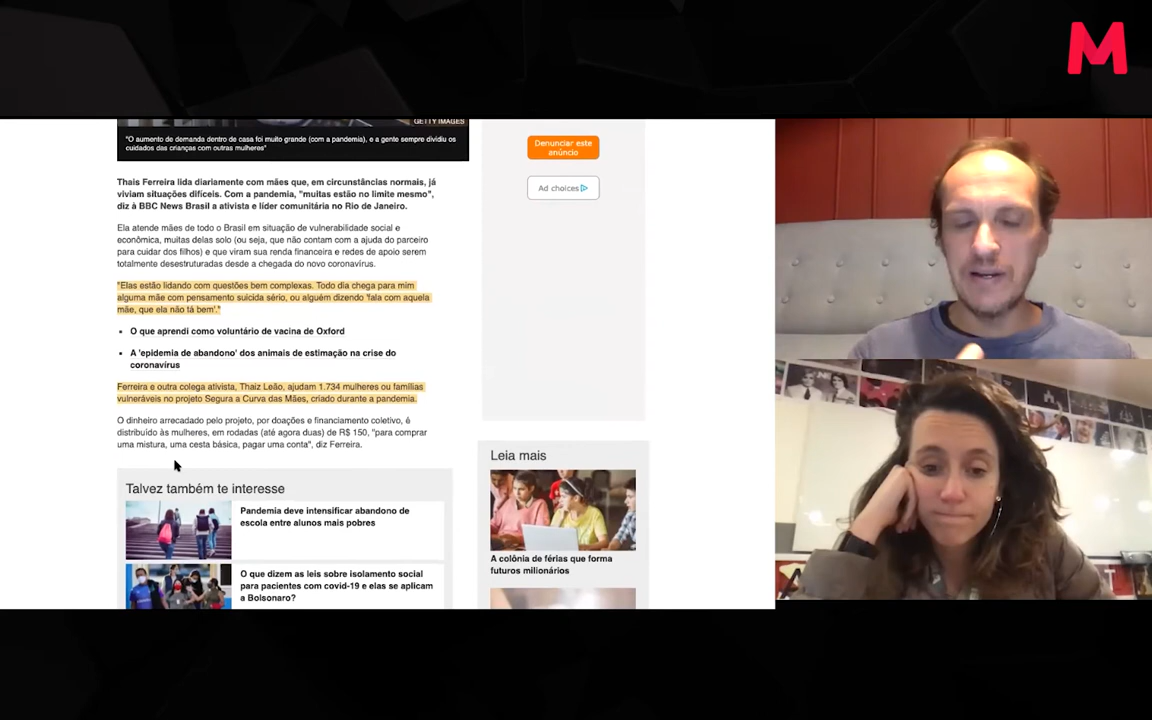 M
GETTY IMAGES
"O aumento de demanda dentro de casa foi muito grande (com a pandemia), e a gente sempre dividiu os
cuidados das crianças com outras mulheres"
Thais Ferreira lida diariamente com mães que, em circunstâncias normais, já
viviam situações difíceis. Com a pandemia, "muitas estão no limite mesmo",
diz à BBC News Brasil a ativista e líder comunitária no Rio de Janeiro.
Ela atende mães de todo o Brasil em situação de vulnerabilidade social e
econômica, muitas delas solo (ou seja, que não contam com a ajuda do parceiro
para cuidar dos filhos) e que viram sua renda financeira e redes de apoio serem
totalmente desestruturadas desde a chegada do novo coronavírus.
"Elas estão lidando com questões bem complexas. Todo dia chega para mim
alguma mãe com pensamento suicida sério, ou alguém dizendo 'fala com aquela
mãe, que ela não tá bem'."
▪ O que aprendi como voluntário de vacina de Oxford
▪ A 'epidemia de abandono' dos animais de estimação na crise do
coronavírus
Ferreira e outra colega ativista, Thaiz Leão, ajudam 1.734 mulheres ou famílias
vulneráveis no projeto Segura a Curva das Mães, criado durante a pandemia.
O dinheiro arrecadado pelo projeto, por doações e financiamento coletivo, é
distribuído às mulheres, em rodadas (até agora duas) de R$ 150, "para comprar
uma mistura, uma cesta básica, pagar uma conta", diz Ferreira.
Talvez também te interesse
Pandemia deve intensificar abandono de
escola entre alunos mais pobres
O que dizem as leis sobre isolamento social
para pacientes com covid-19 e elas se aplicam
a Bolsonaro?
Denunciar este
anúncio
Ad choices
Leia mais
A colônia de férias que forma
futuros milionários